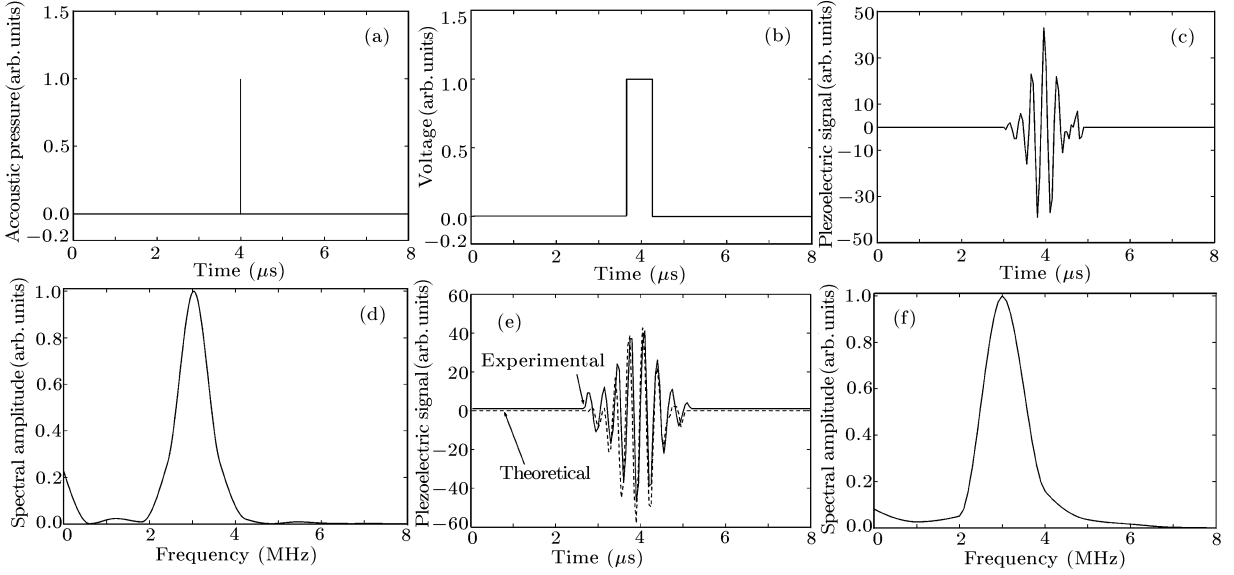 Accoustic pressure(arb. units)
1.5
1.0
0.5
0.0
−0.2
(a)
0 2 4 6 8
Time (μs)
Voltage(arb. units)
1.5
1.0
0.5
0.0
−0.2
(b)
0 2 4 6 8
Time (μs)
Plezoelectric signal(arb. units)
50
30
10
0
−10
−30
−50
(c)
0 2 4 6 8
Time (μs)
Spectral amplitude(arb. units)
1.0
0.8
0.6
0.4
0.2
0.0
(d)
0 2 4 6 8
Frequency (MHz)
Plezoelectric signal(arb. units)
60
40
20
0
−20
−40
−60
(e)
Experimental
Theoretical
0 2 4 6 8
Time (μs)
Spectral amplitude(arb. units)
1.0
0.8
0.6
0.4
0.2
0.0
(f)
0 2 4 6 8
Frequency (MHz)